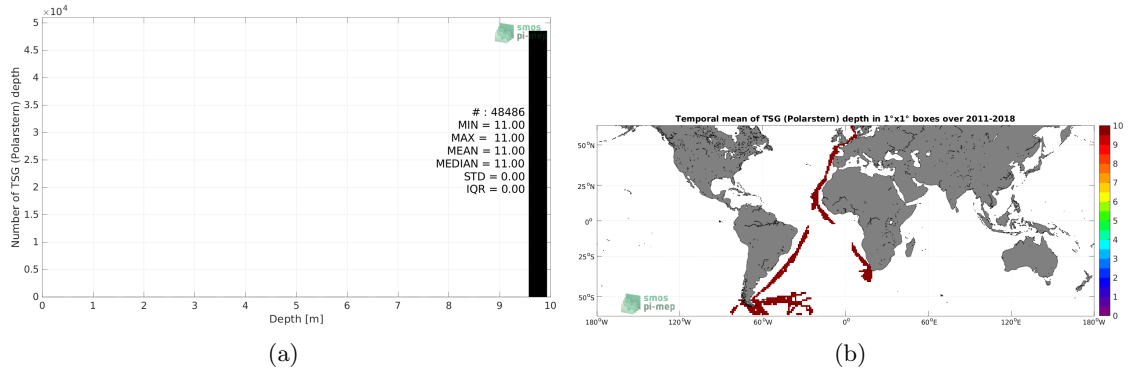 5 ×10⁴
4.5
4
3.5
3
2.5
2
1.5
1
0.5
0
Number of TSG (Polarstern) depth
smos
pi-mep
# : 48486
MIN = 11.00
MAX = 11.00
MEAN = 11.00
MEDIAN = 11.00
STD = 0.00
IQR = 0.00
0 1 2 3 4 5 6 7 8 9 10
Depth [m]
(a)
Temporal mean of TSG (Polarstern) depth in 1°x1° boxes over 2011-2018
50°N
25°N
0°
25°S
50°S
smos
pi-mep
180°W 120°W 60°W 0° 60°E 120°E 180°E
10
9
8
7
6
5
4
3
2
1
0
(b)